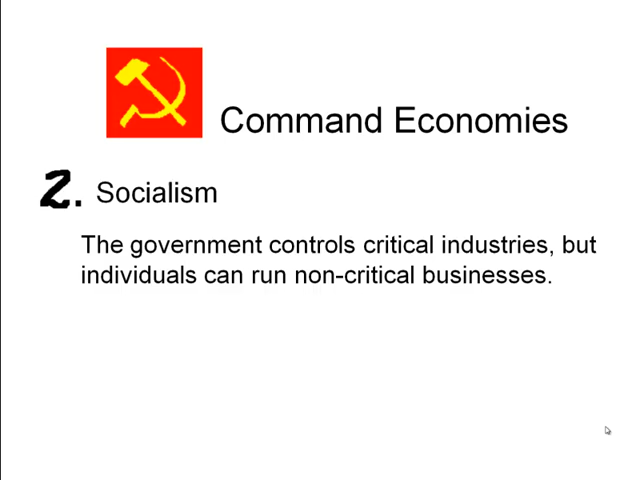 Command Economies
2. Socialism
The government controls critical industries, but
individuals can run non-critical businesses.